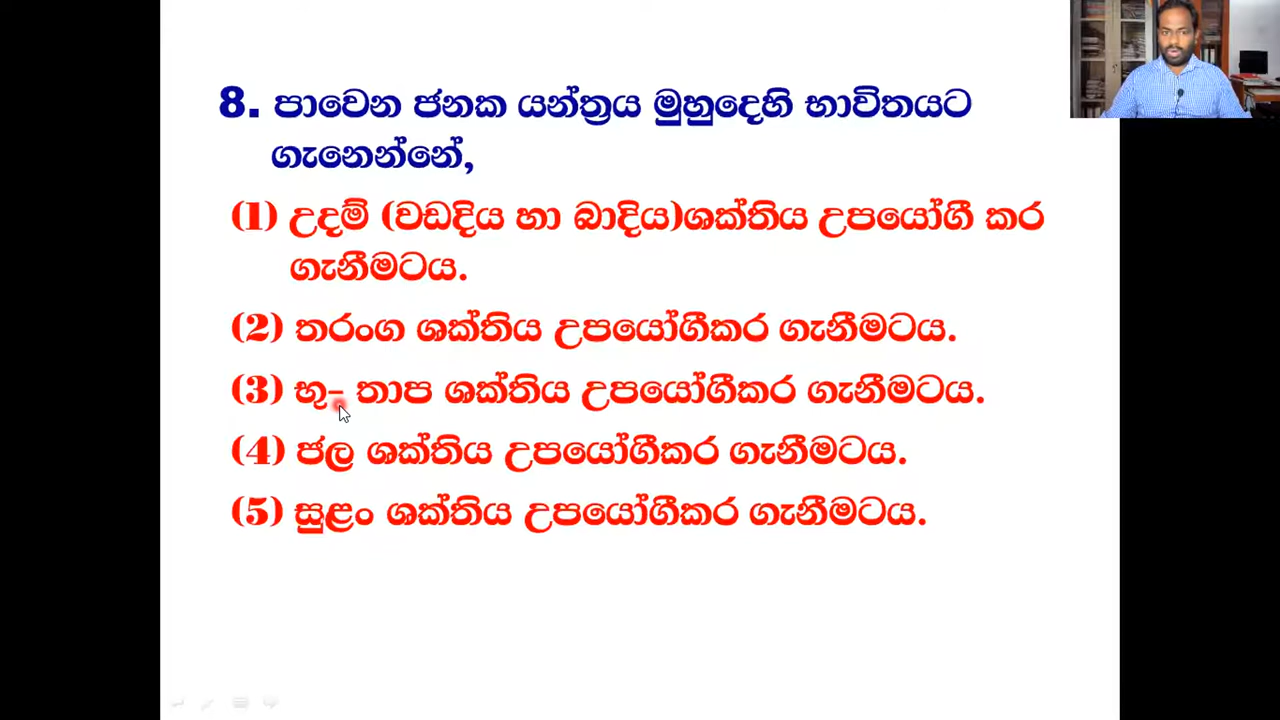 8. පාවෙන ජනක යන්ත්‍රය මුහුදෙහි භාවිතයට
ගැනෙන්නේ,
(1) උදම් (වඩදිය හා බාදිය)ශක්තිය උපයෝගී කර
ගැනීමටය.
(2) තරංග ශක්තිය උපයෝගීකර ගැනීමටය.
(3) භු- තාප ශක්තිය උපයෝගීකර ගැනීමටය.
(4) ජල ශක්තිය උපයෝගීකර ගැනීමටය.
(5) සුළං ශක්තිය උපයෝගීකර ගැනීමටය.